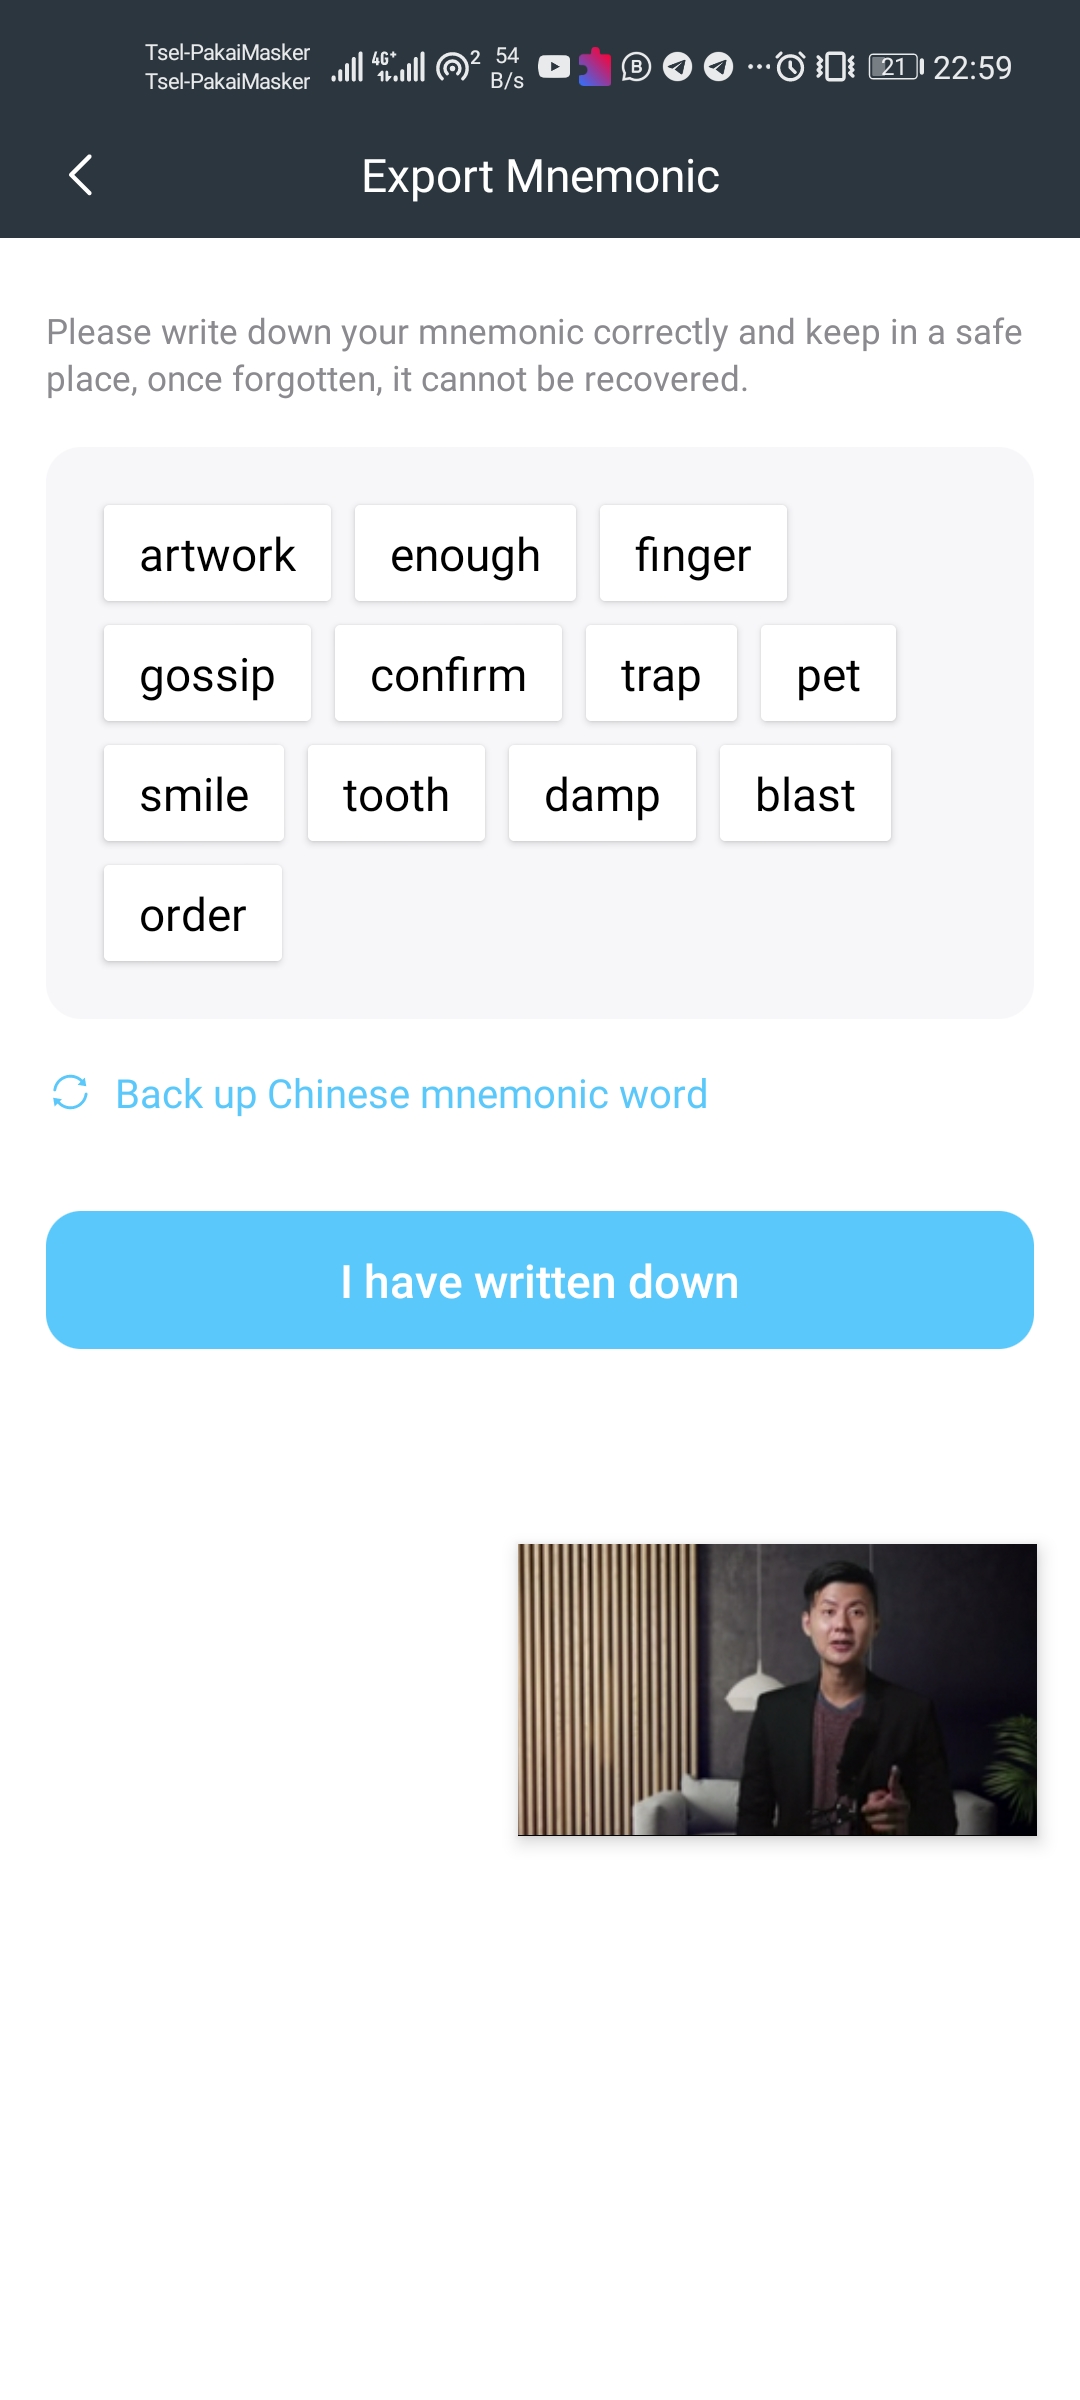 Tsel-PakaiMasker
Tsel-PakaiMasker 4G+ 2 54 B/s 21 22:59
Export Mnemonic
Please write down your mnemonic correctly and keep in a safe
place, once forgotten, it cannot be recovered.
artwork enough finger
gossip confirm trap pet
smile tooth damp blast
order
Back up Chinese mnemonic word
I have written down